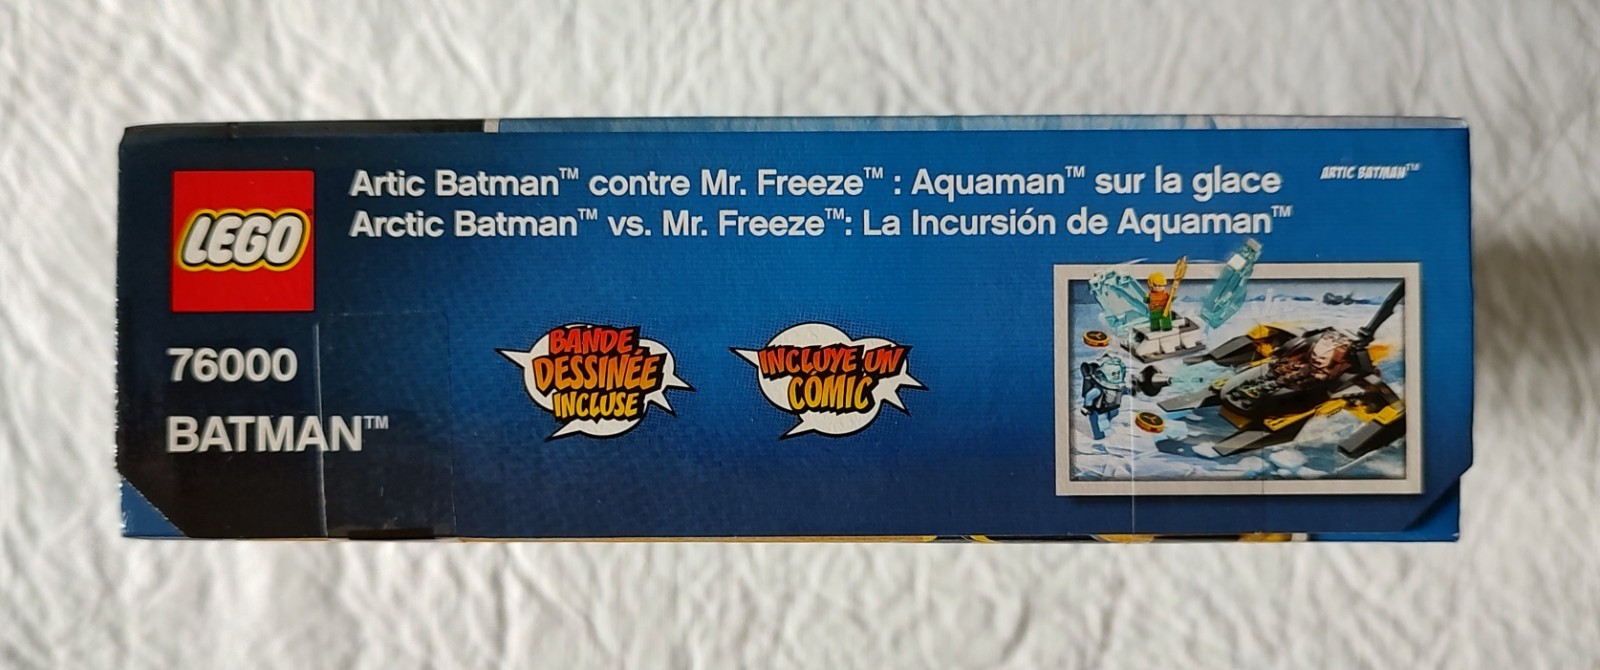 Artic Batman™ contre Mr. Freeze™ : Aquaman™ sur la glace
Arctic Batman™ vs. Mr. Freeze™: La Incursión de Aquaman™
ARTIC BATMAN™
LEGO
76000
BATMAN™
BANDE
DESSINÉE
INCLUSE
INCLUYE UN
COMIC